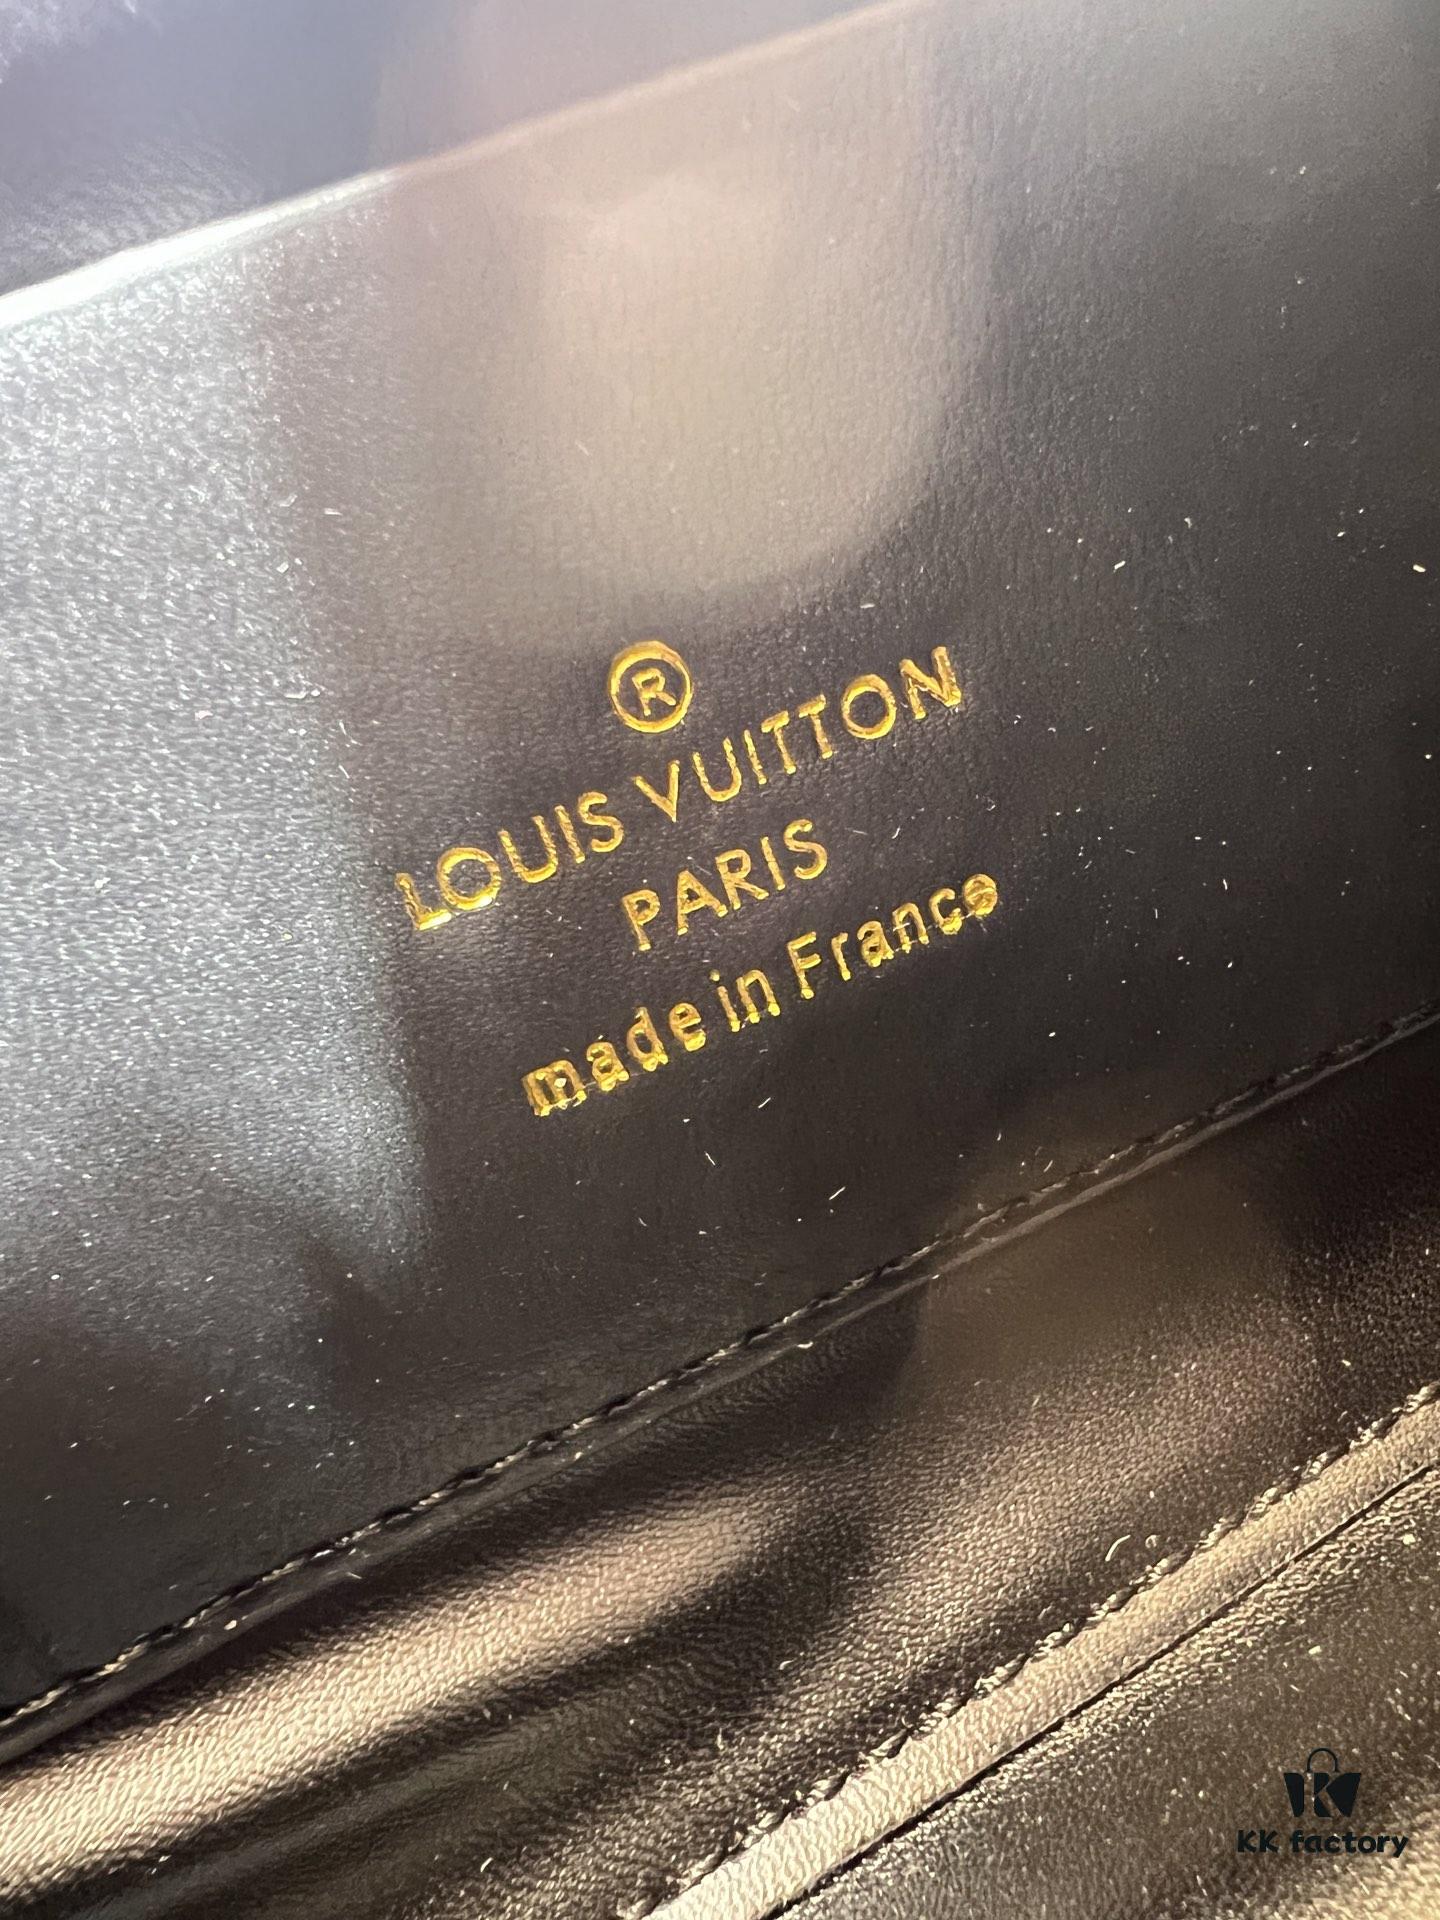 ®
LOUIS VUITTON
PARIS
made in France
KK factory